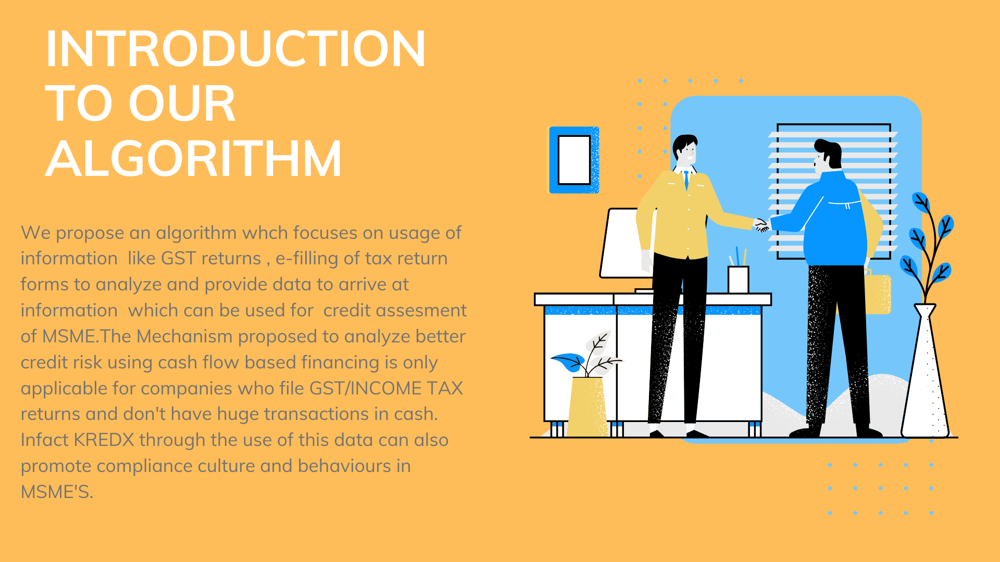 INTRODUCTION
TO OUR
ALGORITHM
We propose an algorithm whch focuses on usage of
information  like GST returns , e-filling of tax return
forms to analyze and provide data to arrive at
information  which can be used for  credit assesment
of MSME.The Mechanism proposed to analyze better
credit risk using cash flow based financing is only
applicable for companies who file GST/INCOME TAX
returns and don't have huge transactions in cash.
Infact KREDX through the use of this data can also
promote compliance culture and behaviours in
MSME'S.